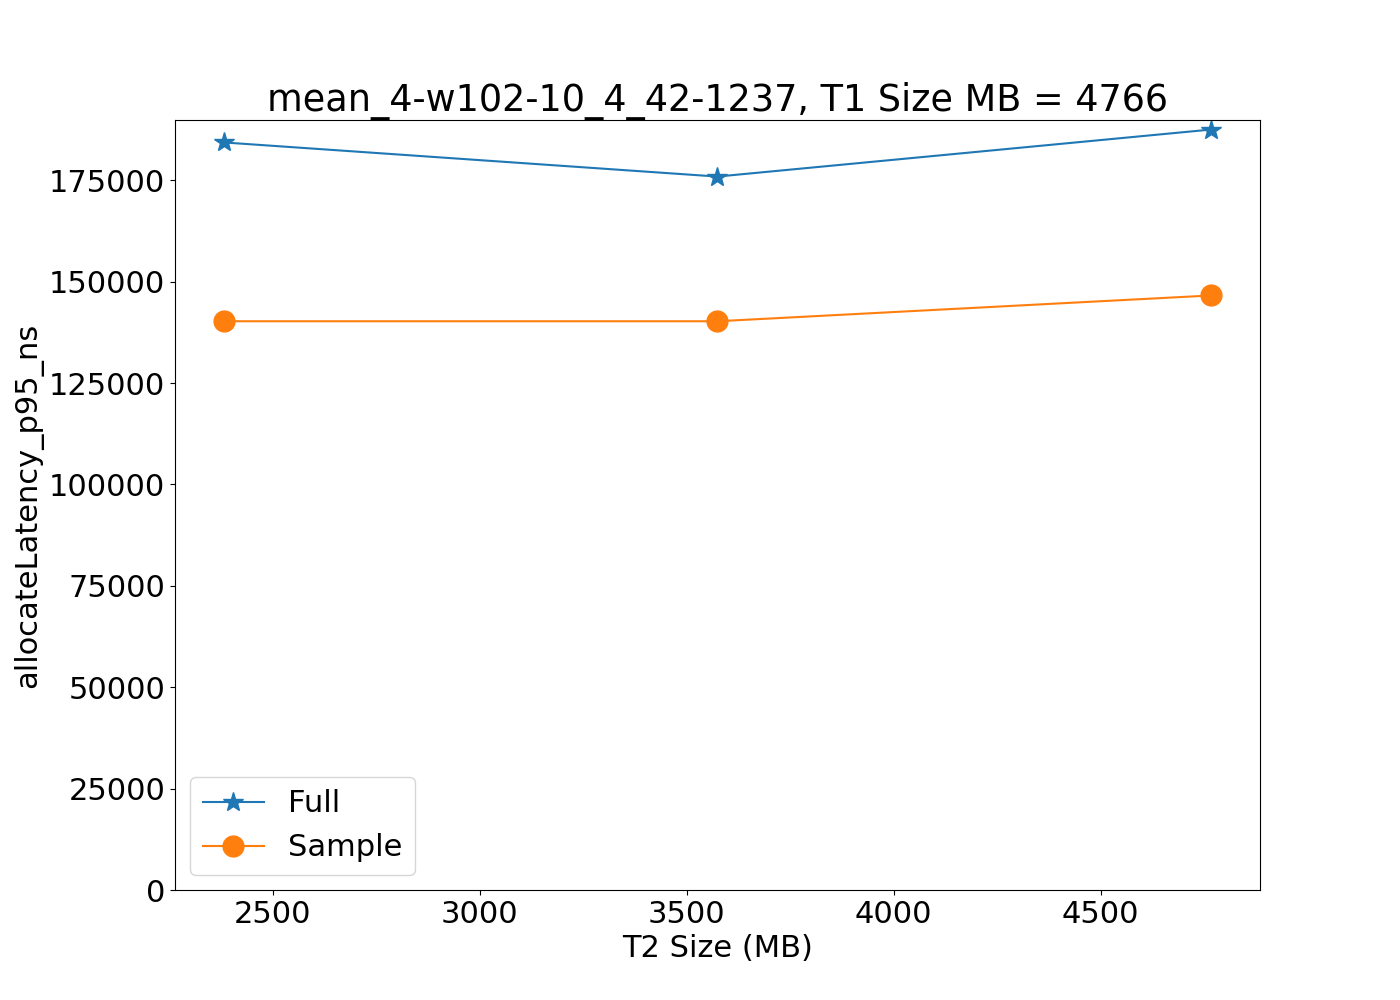 mean_4-w102-10_4_42-1237, T1 Size MB = 4766
allocateLatency_p95_ns
175000
150000
125000
100000
75000
50000
25000
0
Full
Sample
2500 3000 3500 4000 4500
T2 Size (MB)